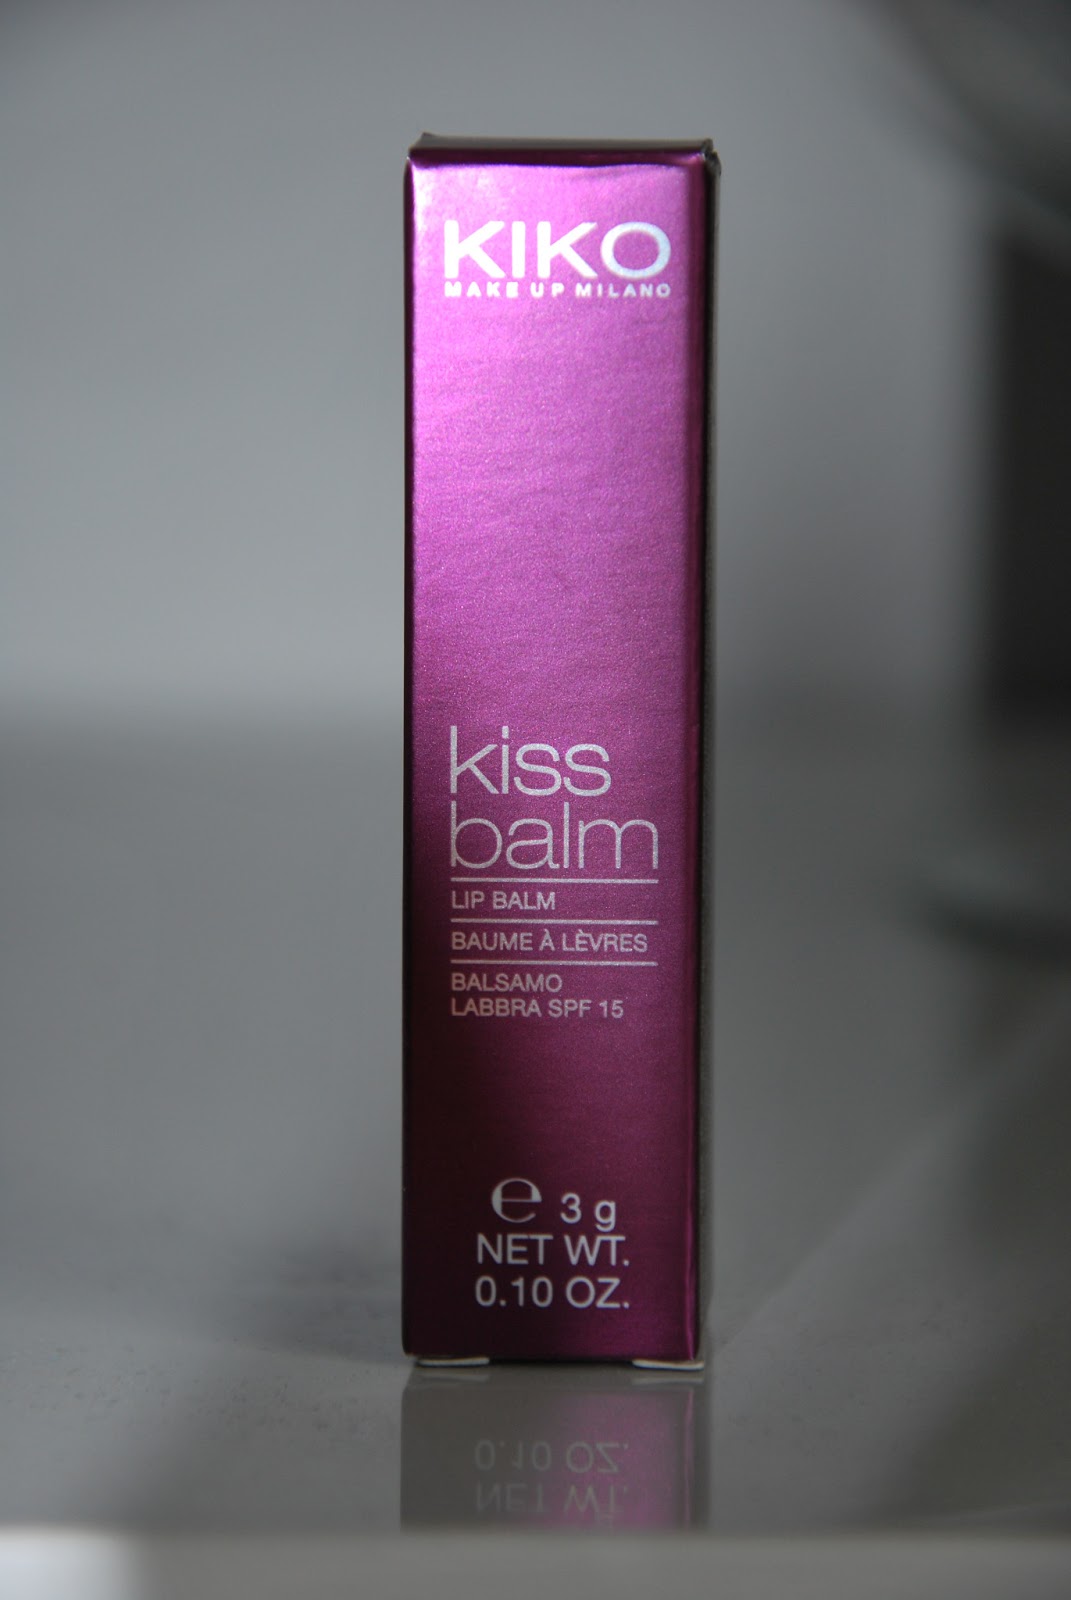 KIKO
MAKE UP MILANO
kiss
balm
LIP BALM
BAUME À LÈVRES
BALSAMO
LABBRA SPF 15
℮ 3 g
NET WT.
0.10 OZ.